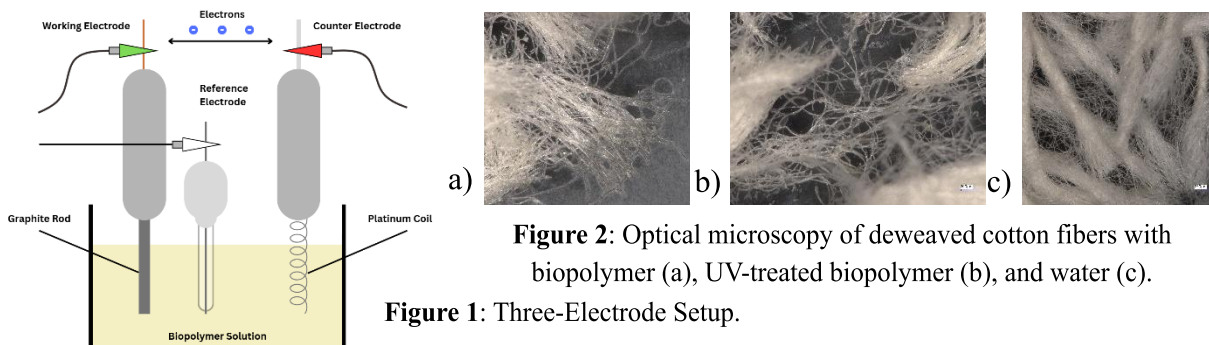 Electrons
Working Electrode
Counter Electrode
Reference
Electrode
Graphite Rod
Platinum Coil
Biopolymer Solution
a)
b)
c)
Figure 2: Optical microscopy of deweaved cotton fibers with
biopolymer (a), UV-treated biopolymer (b), and water (c).
Figure 1: Three-Electrode Setup.